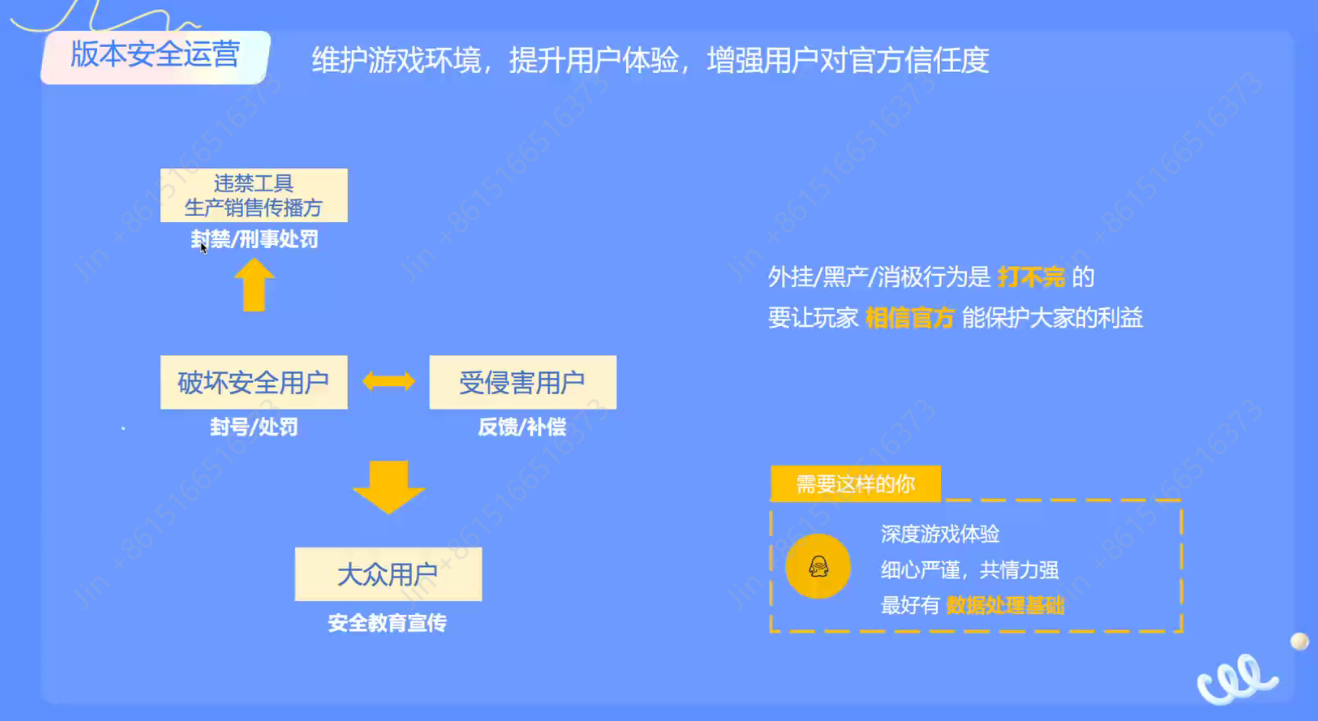 版本安全运营
维护游戏环境，提升用户体验，增强用户对官方信任度
违禁工具
生产销售传播方
封禁/刑事处罚
破坏安全用户
封号/处罚
受侵害用户
反馈/补偿
大众用户
安全教育宣传
外挂/黑产/消极行为是 打不完 的
要让玩家 相信官方 能保护大家的利益
需要这样的你
深度游戏体验
细心严谨，共情力强
最好有 数据处理基础
Jin +8615166516373